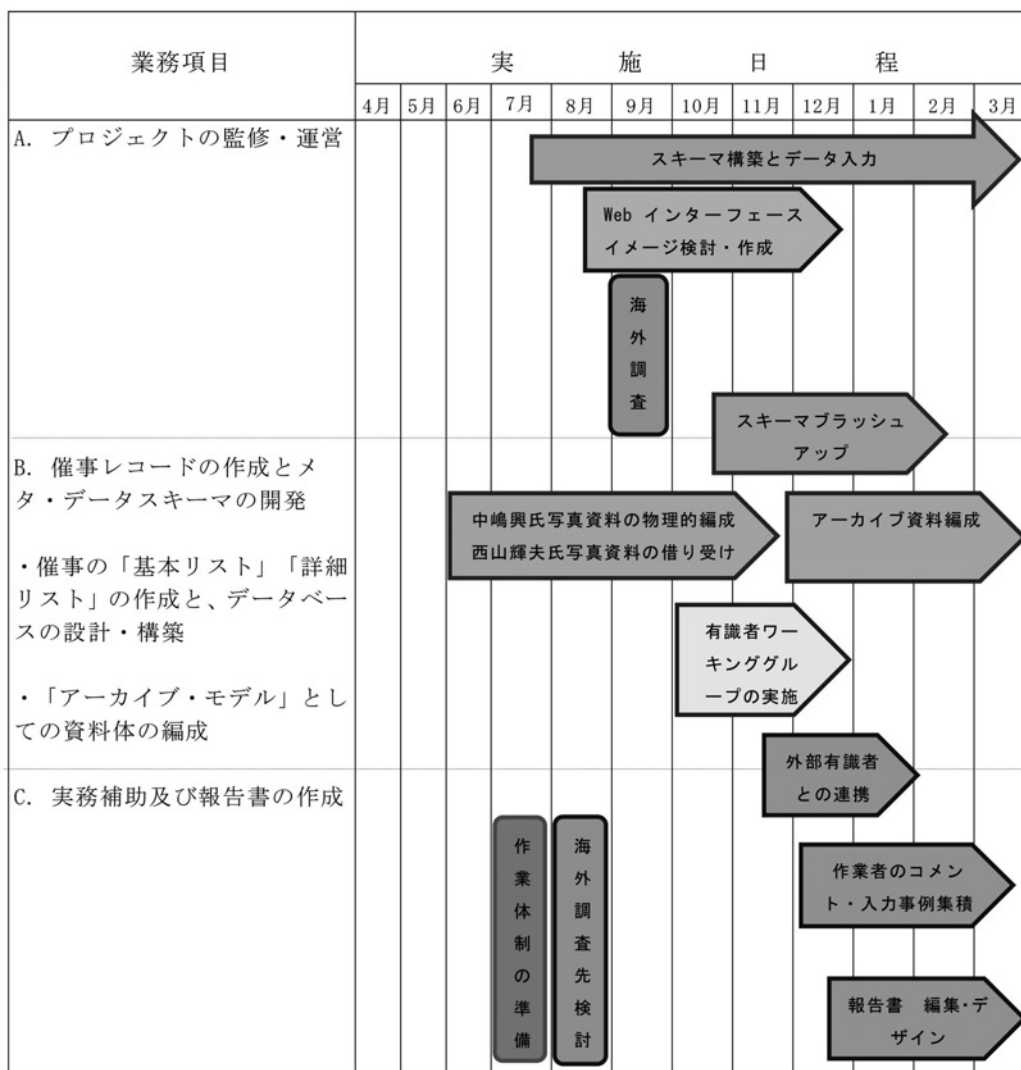 業務項目
実施日程
4月 5月 6月 7月 8月 9月 10月 11月 12月 1月 2月 3月
A. プロジェクトの監修・運営
スキーマ構築とデータ入力
Web インターフェース
イメージ検討・作成
海外調査
スキーマブラッシュ
アップ
B. 催事レコードの作成とメ
タ・データスキーマの開発
・催事の「基本リスト」「詳細
リスト」の作成と、データベー
スの設計・構築
・「アーカイブ・モデル」とし
ての資料体の編成
中嶋興氏写真資料の物理的編成
西山輝夫氏写真資料の借り受け
アーカイブ資料編成
有識者ワー
キンググル
ープの実施
外部有識者
との連携
C. 実務補助及び報告書の作成
作業体制の準備
海外調査先検討
作業者のコメン
ト・入力事例集積
報告書　編集・デ
ザイン